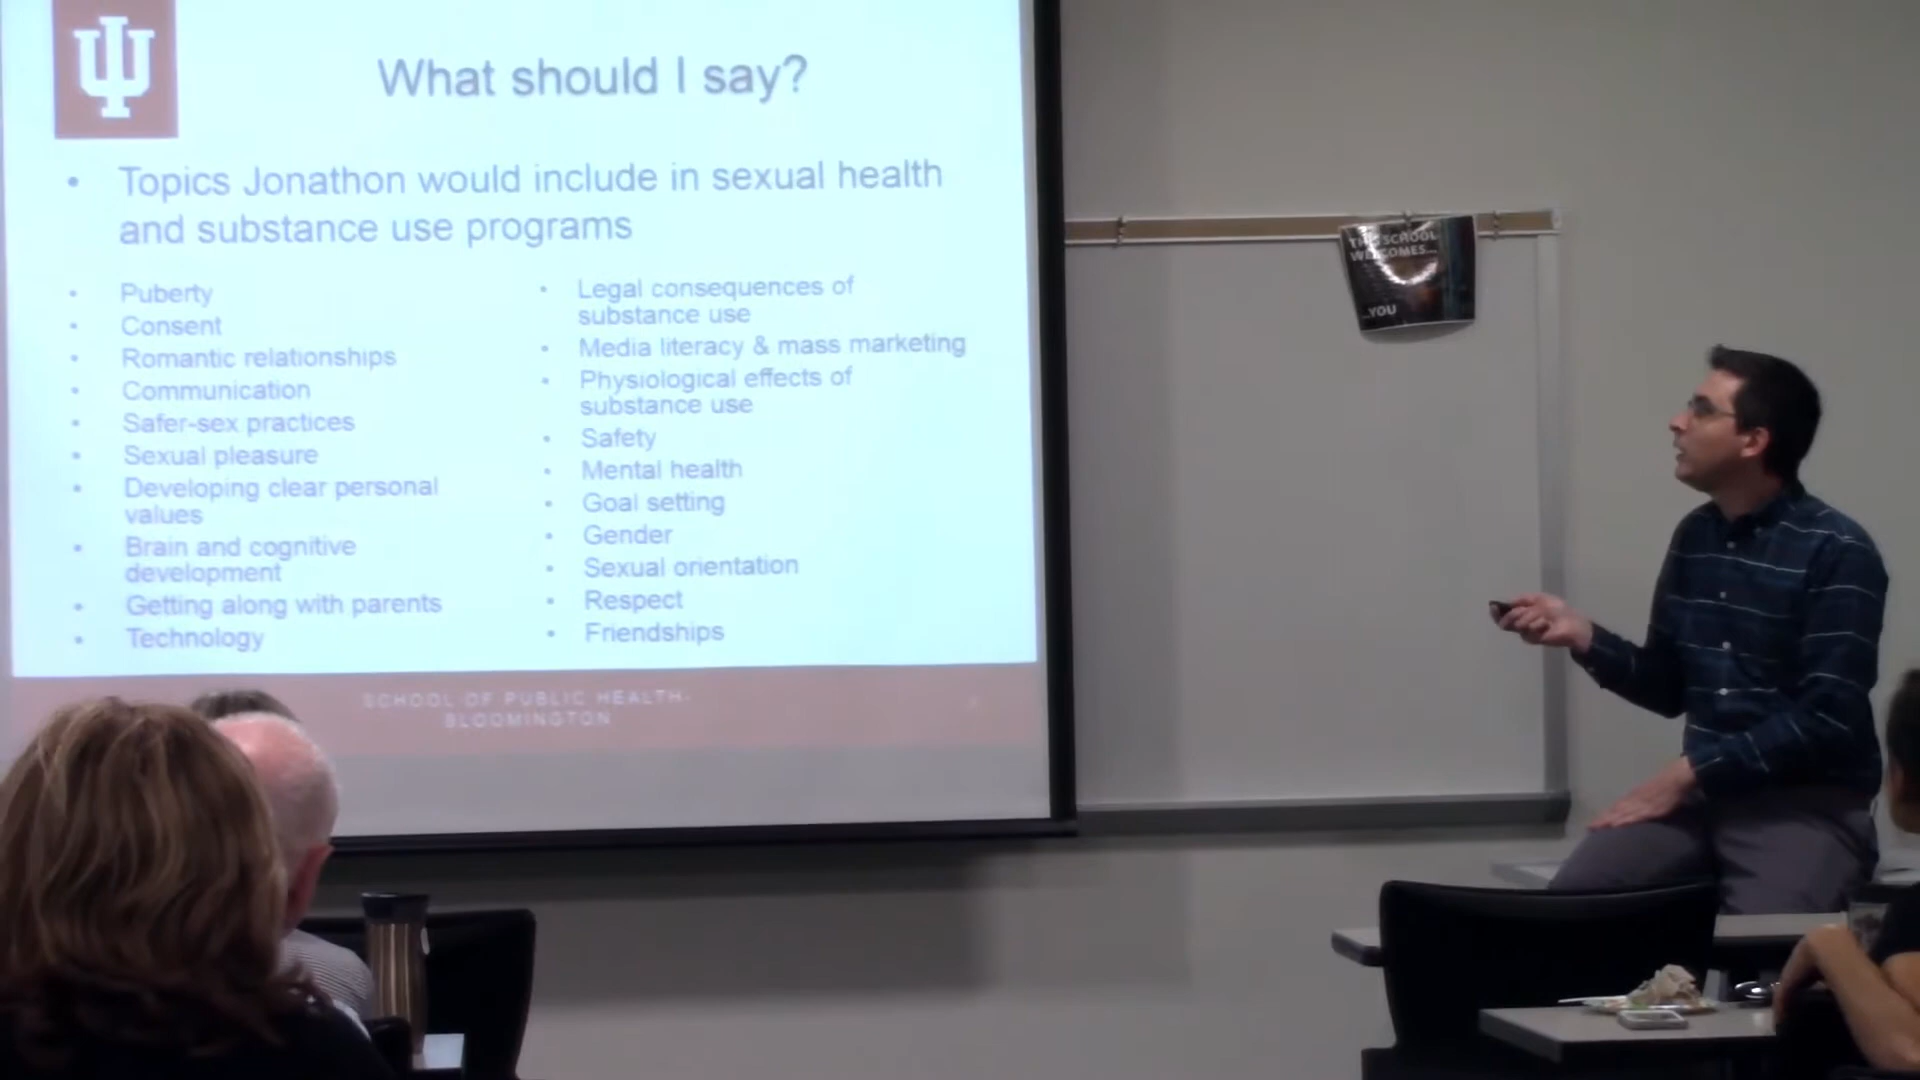 What should I say?
• Topics Jonathon would include in sexual health
and substance use programs
• Puberty
• Consent
• Romantic relationships
• Communication
• Safer-sex practices
• Sexual pleasure
• Developing clear personal
values
• Brain and cognitive
development
• Getting along with parents
• Technology
• Legal consequences of
substance use
• Media literacy & mass marketing
• Physiological effects of
substance use
• Safety
• Mental health
• Goal setting
• Gender
• Sexual orientation
• Respect
• Friendships
SCHOOL OF PUBLIC HEALTH-
BLOOMINGTON
THIS SCHOOL
WELCOMES...
...YOU